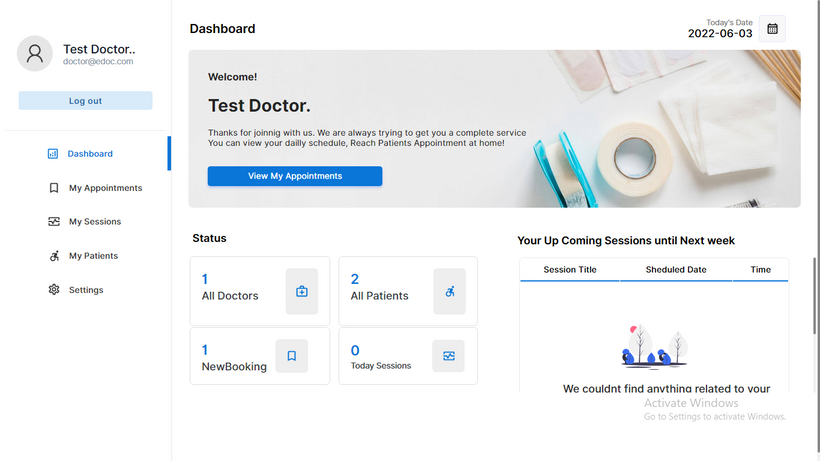 Test Doctor..
doctor@edoc.com
Log out
Dashboard
My Appointments
My Sessions
My Patients
Settings
Dashboard
Today's Date
2022-06-03
Welcome!
Test Doctor.
Thanks for joinnig with us. We are always trying to get you a complete service
You can view your dailly schedule, Reach Patients Appointment at home!
View My Appointments
Status
1
All Doctors
2
All Patients
1
NewBooking
0
Today Sessions
Your Up Coming Sessions until Next week
Session Title Sheduled Date Time
We couldnt find anything related to your
Activate Windows
Go to Settings to activate Windows.